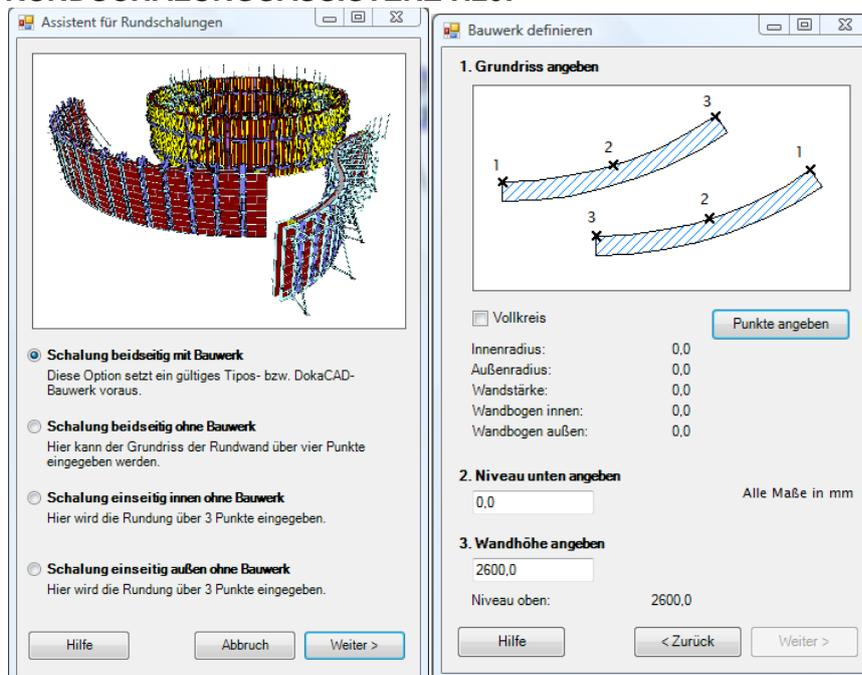 Assistent für Rundschalungen
Schalung beidseitig mit Bauwerk
Diese Option setzt ein gültiges Tipos- bzw. DokaCAD-
Bauwerk voraus.
Schalung beidseitig ohne Bauwerk
Hier kann der Grundriss der Rundwand über vier Punkte
eingegeben werden.
Schalung einseitig innen ohne Bauwerk
Hier wird die Rundung über 3 Punkte eingegeben.
Schalung einseitig außen ohne Bauwerk
Hier wird die Rundung über 3 Punkte eingegeben.
Hilfe
Abbruch
Weiter >
Bauwerk definieren
1. Grundriss angeben
3
2
1
1
2
3
Vollkreis
Punkte angeben
Innenradius: 0,0
Außenradius: 0,0
Wandstärke: 0,0
Wandbogen innen: 0,0
Wandbogen außen: 0,0
2. Niveau unten angeben
0,0
Alle Maße in mm
3. Wandhöhe angeben
2600,0
Niveau oben: 2600,0
Hilfe
< Zurück
Weiter >